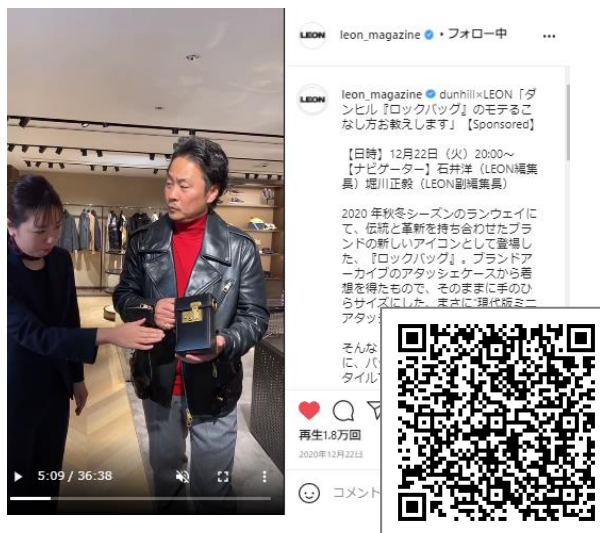 LEON leon_magazine • フォロー中 •••
LEON leon_magazine dunhill×LEON「ダ
ンヒル『ロックバッグ』のモテるこ
なし方お教えします」【Sponsored】
【日時】12月22日（火）20:00～
【ナビゲーター】石井洋（LEON編集
長）堀川正毅（LEON副編集長）
2020 年秋冬シーズンのランウェイに
て、伝統と革新を持ち合わせたブラ
ンドの新しいアイコンとして登場し
た、『ロックバッグ』。ブランドア
ーカイブのアタッシェケースから着
想を得たもので、そのままに手のひ
らサイズにした、まさに"現代版ミニ
アタッシ
そんな
に、バッ
タイルで
再生1.8万回
2020年12月22日
コメント
5:09 / 36:38